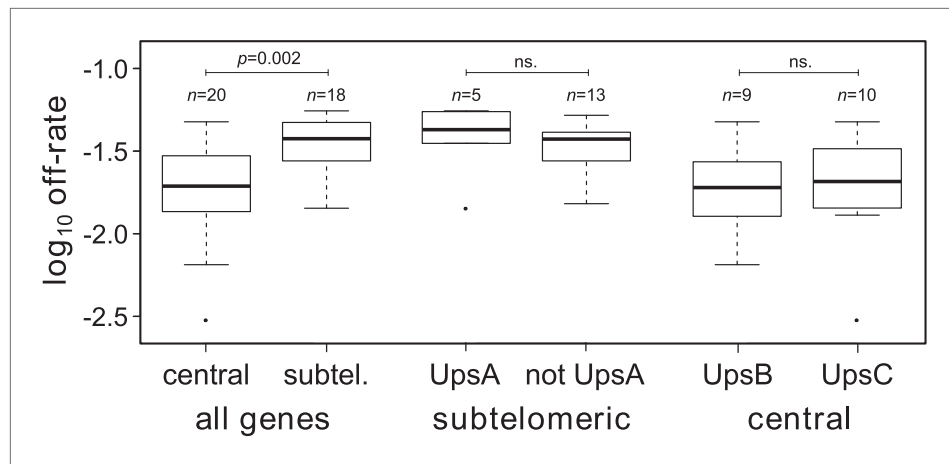 p=0.002 ns. ns.
n=20 n=18 n=5 n=13 n=9 n=10
-1.0
-1.5
-2.0
-2.5
log10 off-rate
central subtel. UpsA not UpsA UpsB UpsC
all genes subtelomeric central